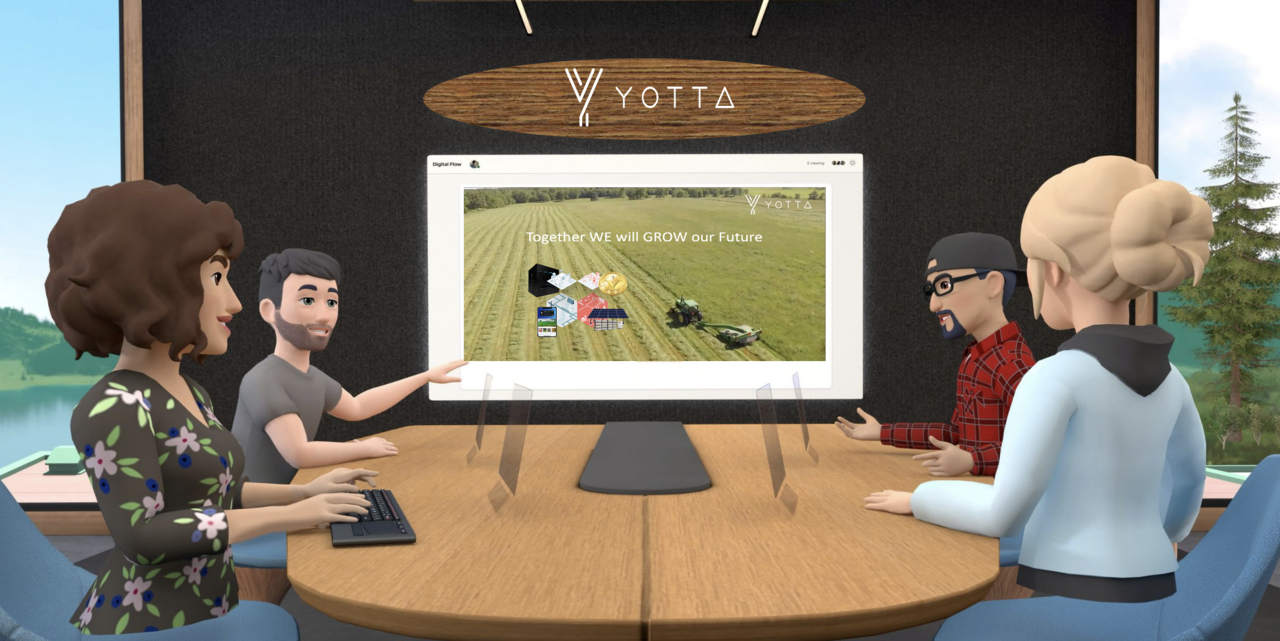 YOTTA
Digital Flow
YOTTA
Together WE will GROW our Future